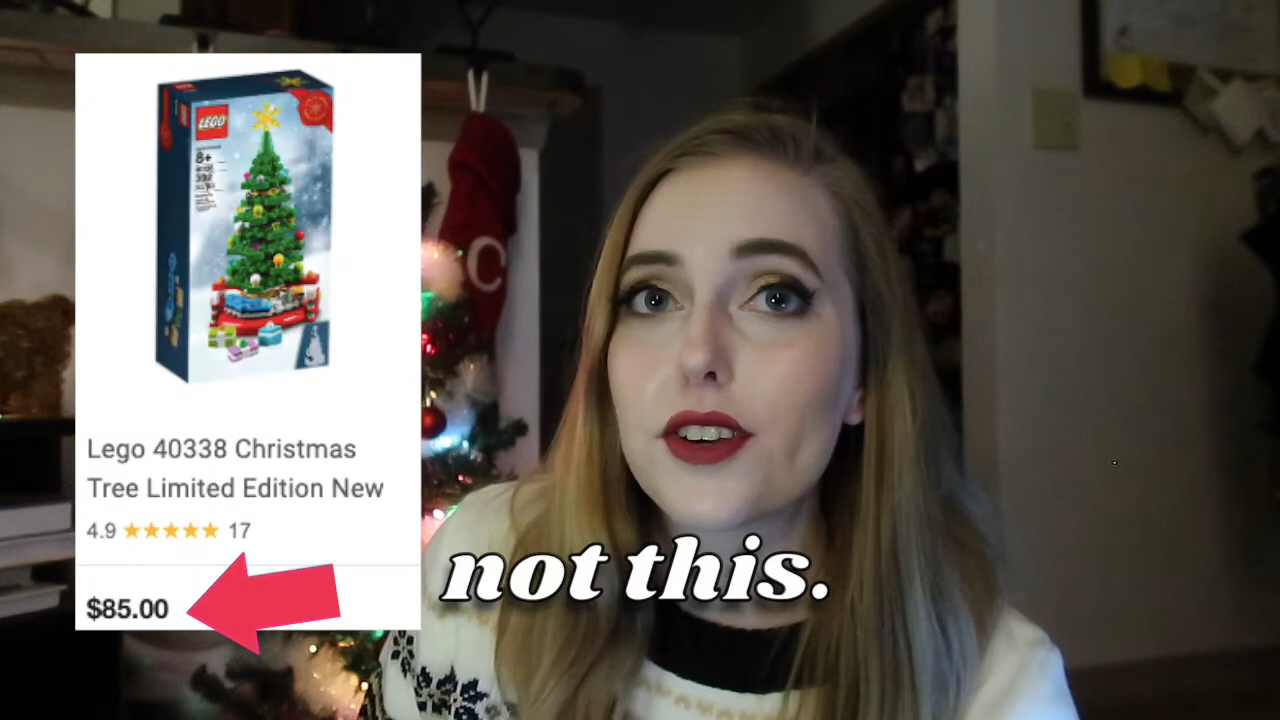 LEGO
8+
Lego 40338 Christmas
Tree Limited Edition New
4.9 ★★★★★ 17
$85.00
C
not this.